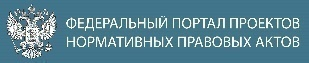 ФЕДЕРАЛЬНЫЙ ПОРТАЛ ПРОЕКТОВ
НОРМАТИВНЫХ ПРАВОВЫХ АКТОВ